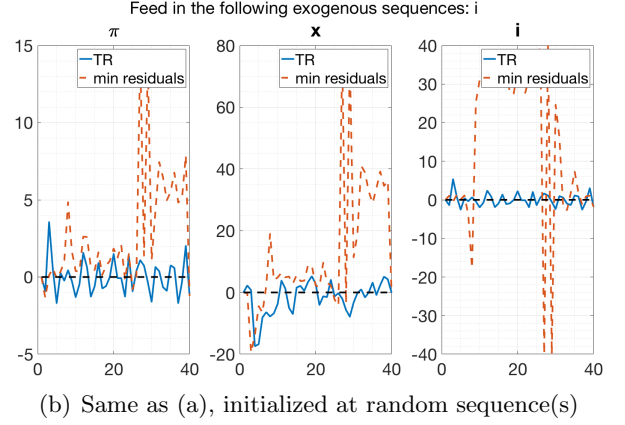 Feed in the following exogenous sequences: i
π
TR
min residuals
15
10
5
0
-5
0
20
40
x
TR
min residuals
80
60
40
20
0
-20
0
20
40
i
TR
min residuals
40
30
20
10
0
-10
-20
-30
-40
0
20
40
(b) Same as (a), initialized at random sequence(s)